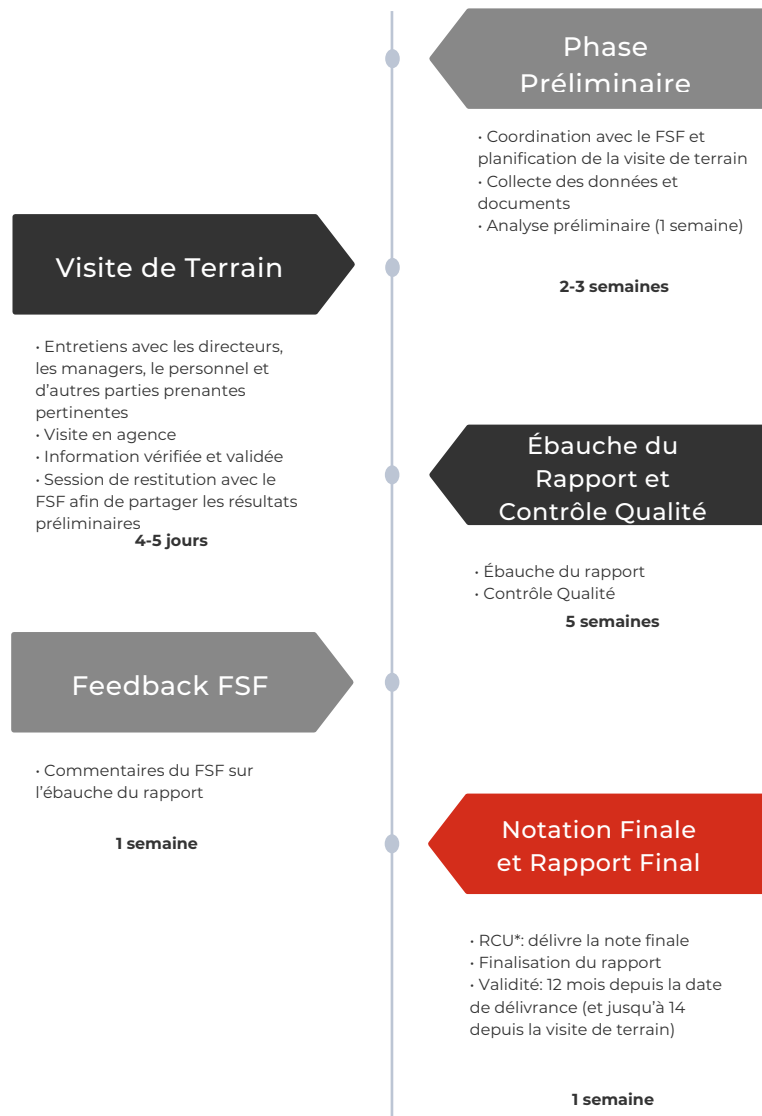 Phase
Préliminaire
• Coordination avec le FSF et
planification de la visite de terrain
• Collecte des données et
documents
• Analyse préliminaire (1 semaine)
2-3 semaines
Visite de Terrain
• Entretiens avec les directeurs,
les managers, le personnel et
d'autres parties prenantes
pertinentes
• Visite en agence
• Information vérifiée et validée
• Session de restitution avec le
FSF afin de partager les résultats
préliminaires
4-5 jours
Ébauche du
Rapport et
Contrôle Qualité
• Ébauche du rapport
• Contrôle Qualité
5 semaines
Feedback FSF
• Commentaires du FSF sur
l'ébauche du rapport
1 semaine
Notation Finale
et Rapport Final
• RCU*: délivre la note finale
• Finalisation du rapport
• Validité: 12 mois depuis la date
de délivrance (et jusqu'à 14
depuis la visite de terrain)
1 semaine